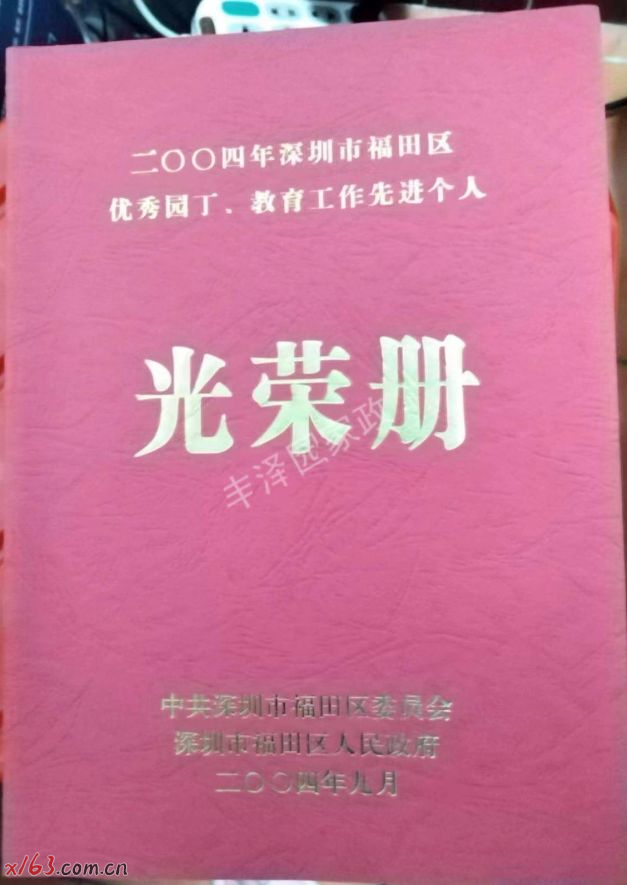 二〇〇四年深圳市福田区
优秀园丁、教育工作先进个人
光荣册
丰泽园家政
中共深圳市福田区委员会
深圳市福田区人民政府
二〇〇四年九月
x/63.com.cn